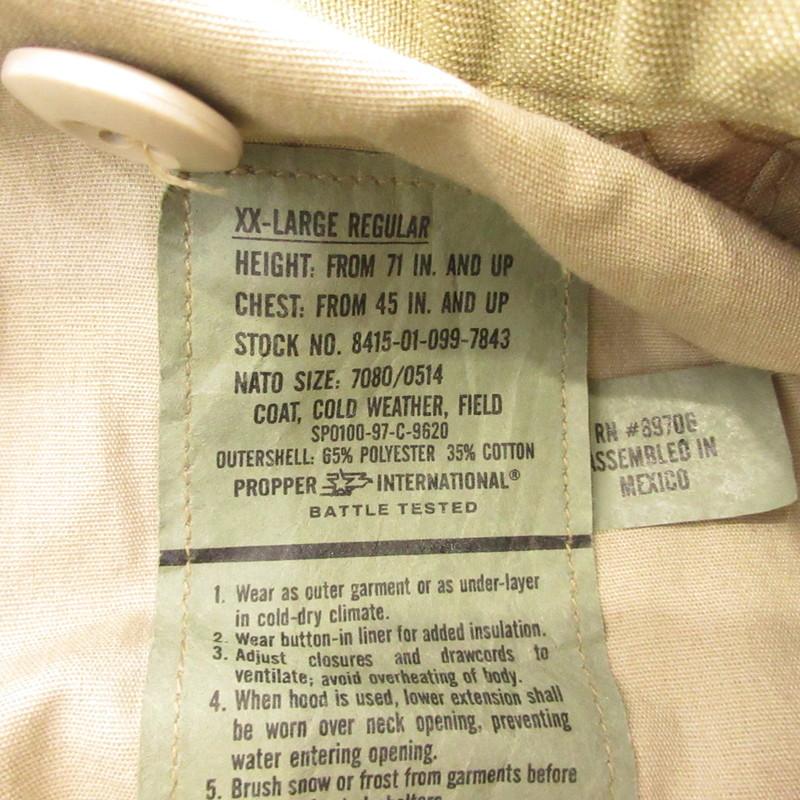 XX-LARGE REGULAR
HEIGHT: FROM 71 IN. AND UP
CHEST: FROM 45 IN. AND UP
STOCK NO. 8415-01-099-7843
NATO SIZE: 7080/0514
COAT, COLD WEATHER, FIELD
SPO100-97-C-9620
OUTERSHELL: 65% POLYESTER 35% COTTON
PROPPER INTERNATIONAL®
BATTLE TESTED
1. Wear as outer garment or as under-layer
in cold-dry climate.
2. Wear button-in liner for added insulation.
3. Adjust closures and drawcords to
ventilate; avoid overheating of body.
4. When hood is used, lower extension shall
be worn over neck opening, preventing
water entering opening.
5. Brush snow or frost from garments before
RN #89706
ASSEMBLED IN
MEXICO